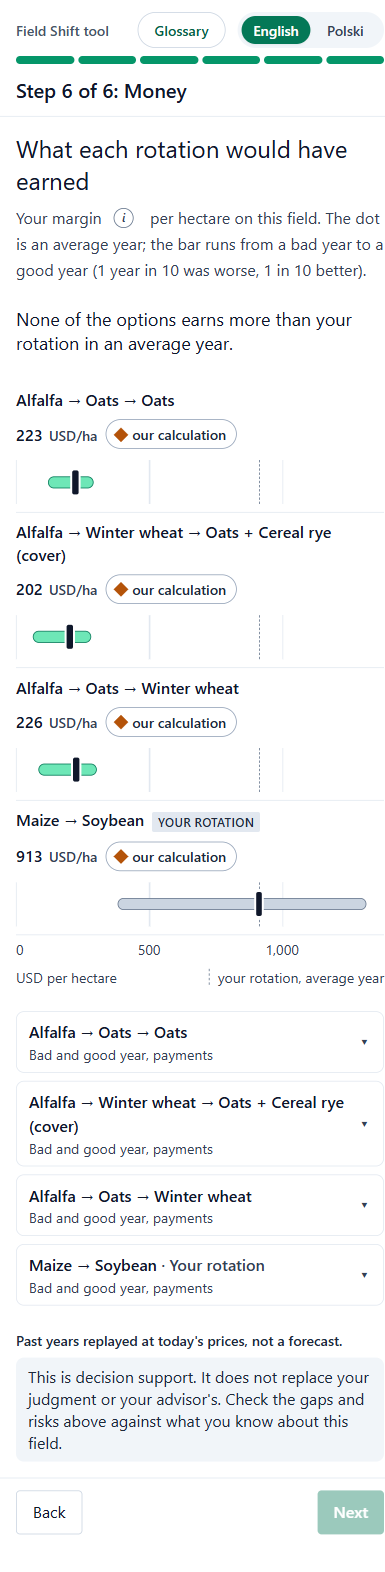 Field Shift tool
Glossary
English
Polski
Step 6 of 6: Money
What each rotation would have
earned
Your margin i per hectare on this field. The dot
is an average year; the bar runs from a bad year to a
good year (1 year in 10 was worse, 1 in 10 better).
None of the options earns more than your
rotation in an average year.
Alfalfa → Oats → Oats
223 USD/ha our calculation
Alfalfa → Winter wheat → Oats + Cereal rye
(cover)
202 USD/ha our calculation
Alfalfa → Oats → Winter wheat
226 USD/ha our calculation
Maize → Soybean YOUR ROTATION
913 USD/ha our calculation
0 500 1,000
USD per hectare your rotation, average year
Alfalfa → Oats → Oats
Bad and good year, payments
Alfalfa → Winter wheat → Oats + Cereal rye
(cover)
Bad and good year, payments
Alfalfa → Oats → Winter wheat
Bad and good year, payments
Maize → Soybean · Your rotation
Bad and good year, payments
Past years replayed at today's prices, not a forecast.
This is decision support. It does not replace your
judgment or your advisor's. Check the gaps and
risks above against what you know about this
field.
Back
Next